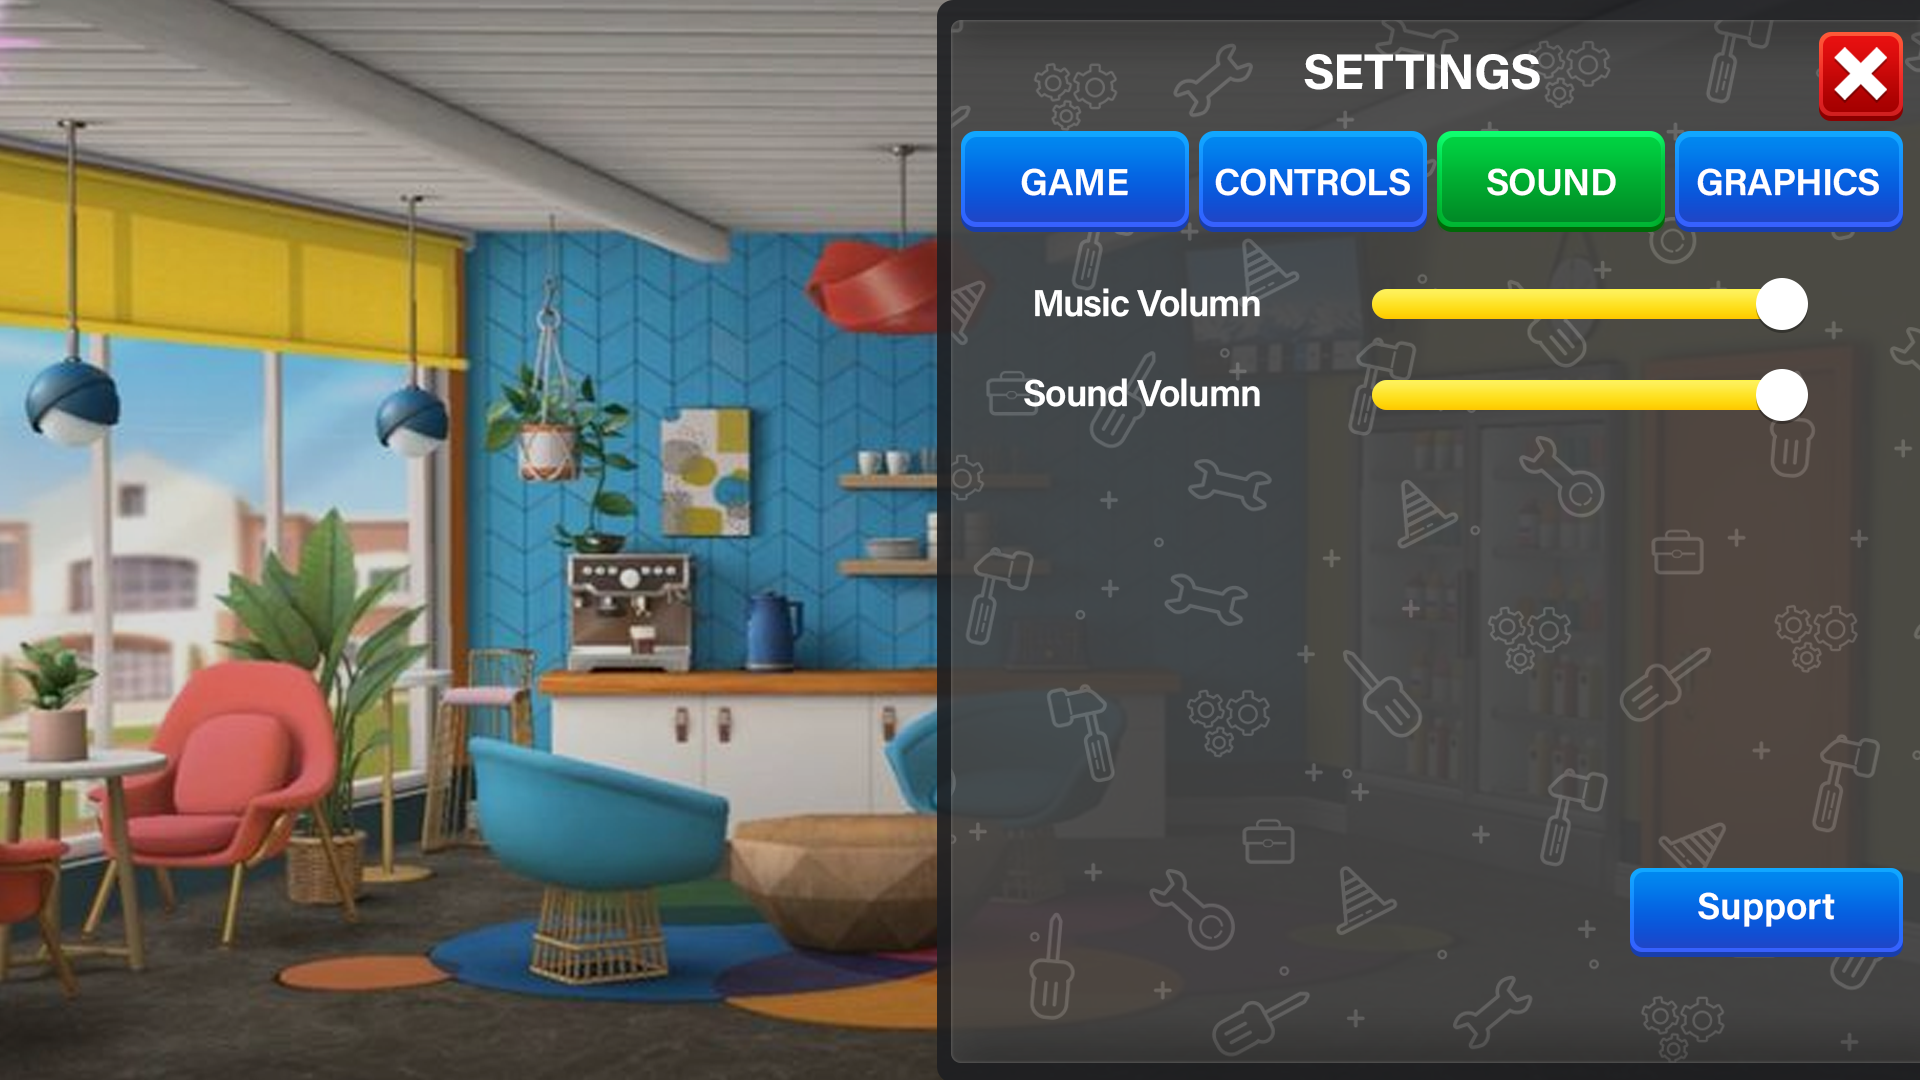 SETTINGS
GAME
CONTROLS
SOUND
GRAPHICS
Music Volumn
Sound Volumn
Support